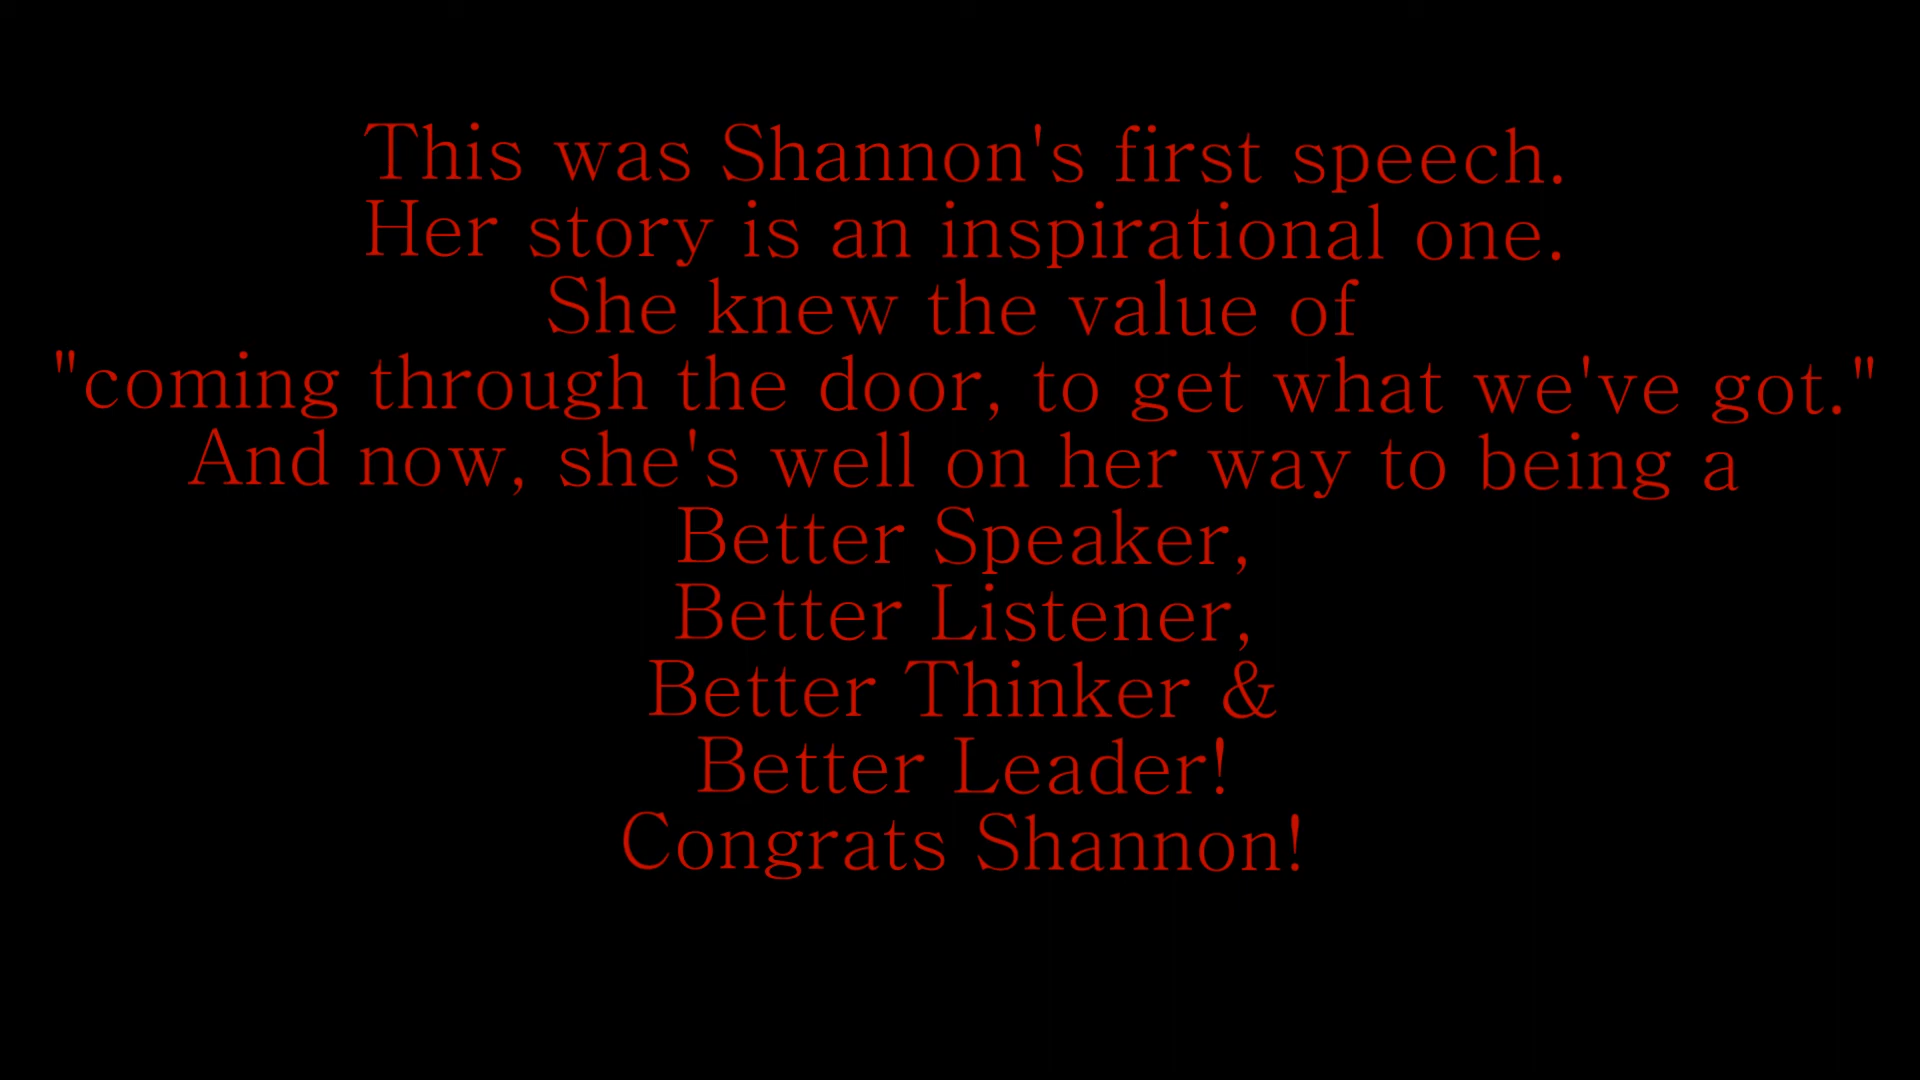 This was Shannon's first speech.
Her story is an inspirational one.
She knew the value of
"coming through the door, to get what we've got."
And now, she's well on her way to being a
Better Speaker,
Better Listener,
Better Thinker &
Better Leader!
Congrats Shannon!